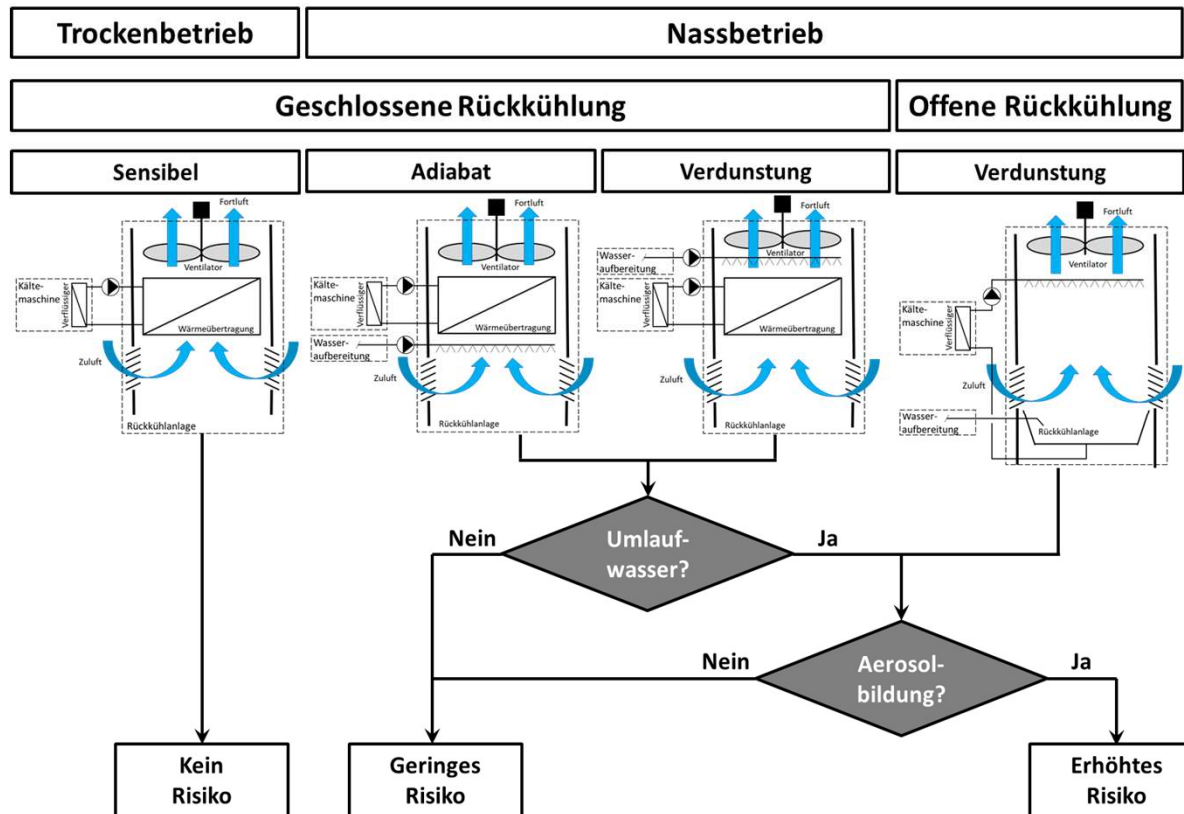 Trockenbetrieb
Nassbetrieb
Geschlossene Rückkühlung
Offene Rückkühlung
Sensibel
Adiabat
Verdunstung
Verdunstung
Fortluft
Ventilator
Kälte-
maschine
Verflüssiger
Wärmeübertragung
Zuluft
Rückkühlanlage
Fortluft
Ventilator
Kälte-
maschine
Verflüssiger
Wärmeübertragung
Wasser-
aufbereitung
Zuluft
Rückkühlanlage
Fortluft
Wasser-
aufbereitung
Ventilator
Kälte-
maschine
Verflüssiger
Wärmeübertragung
Zuluft
Rückkühlanlage
Fortluft
Ventilator
Kälte-
maschine
Verflüssiger
Zuluft
Wasser-
aufbereitung
Rückkühlanlage
Nein
Umlauf-
wasser?
Ja
Nein
Aerosol-
bildung?
Ja
Kein
Risiko
Geringes
Risiko
Erhöhtes
Risiko